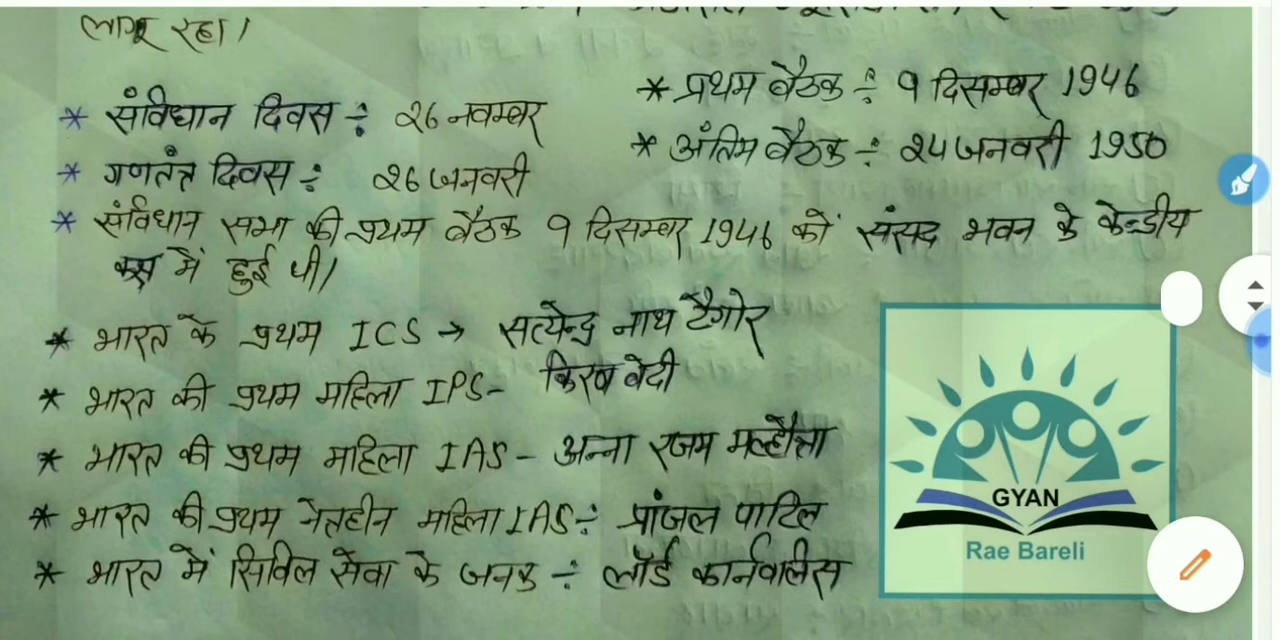 लागू रहा।
* संविधान दिवस ÷ 26 नवम्बर
* प्रथम बैठक ÷ 9 दिसम्बर 1946
* गणतंत्र दिवस ÷ 26 जनवरी
* अंतिम बैठक ÷ 24 जनवरी 1950
* संविधान सभा की प्रथम बैठक 9 दिसम्बर 1946 को संसद भवन के केन्द्रीय
कक्ष में हुई थी।
* भारत के प्रथम ICS → सत्येन्द्र नाथ टैगोर
* भारत की प्रथम महिला IPS- किरण वेदी
* भारत की प्रथम महिला IAS - अन्ना रजम मल्होत्रा
* भारत की प्रथम नेत्रहीन महिला IAS ÷ प्रांजल पाटिल
* भारत में सिविल सेवा के जनक ÷ लॉर्ड कार्नवालिस
GYAN
Rae Bareli